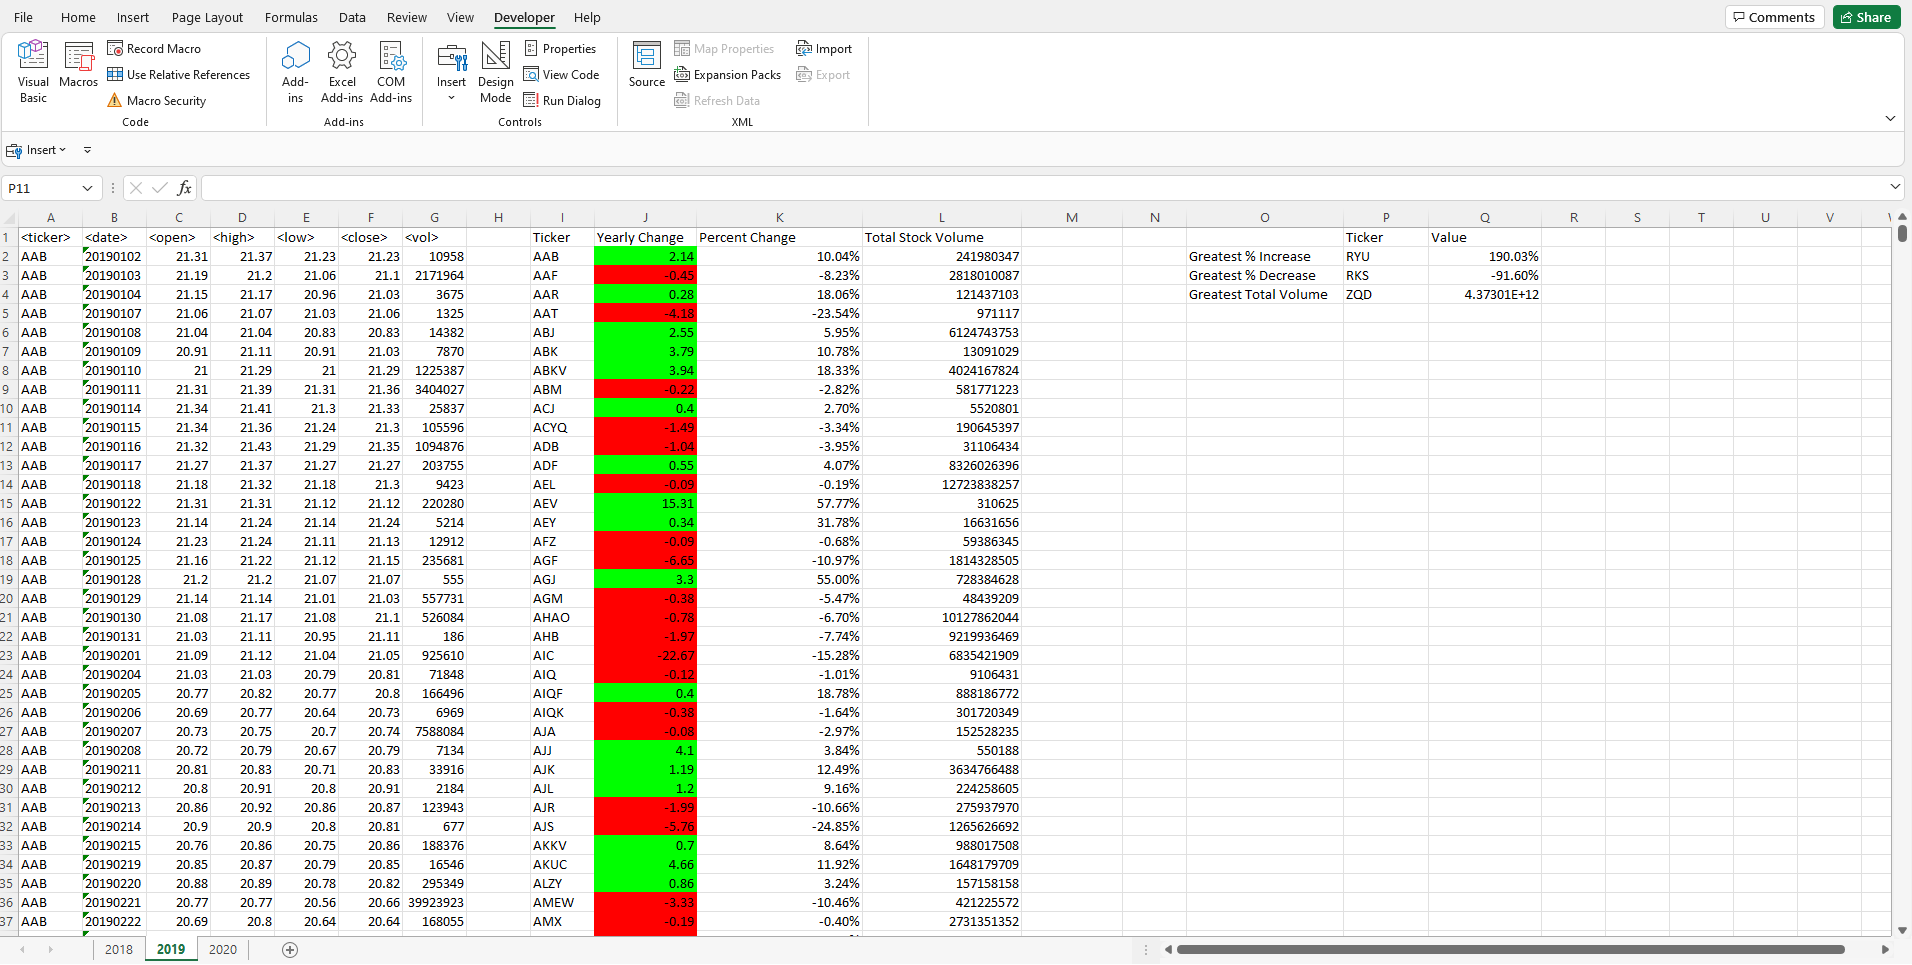 File Home Insert Page Layout Formulas Data Review View Developer Help Comments Share
Visual Basic Macros Record Macro Use Relative References Macro Security Code
Add-ins Excel Add-ins COM Add-ins Add-ins
Insert Design Mode Properties View Code Run Dialog Controls
Source Map Properties Expansion Packs Refresh Data Import Export XML
Insert
P11 fx
A B C D E F G H I J K L M N O P Q R S T U V
1 <ticker> <date> <open> <high> <low> <close> <vol> Ticker Yearly Change Percent Change Total Stock Volume Ticker Value
2 AAB 20190102 21.31 21.37 21.23 21.23 10958 AAB 2.14 10.04% 241980347 Greatest % Increase RYU 190.03%
3 AAB 20190103 21.19 21.2 21.06 21.1 2171964 AAF -0.45 -8.23% 2818010087 Greatest % Decrease RKS -91.60%
4 AAB 20190104 21.15 21.17 20.96 21.03 3675 AAR 0.28 18.06% 121437103 Greatest Total Volume ZQD 4.37301E+12
5 AAB 20190107 21.06 21.07 21.03 21.06 1325 AAT -4.18 -23.54% 971117
6 AAB 20190108 21.04 21.04 20.83 20.83 14382 ABJ 2.55 5.95% 6124743753
7 AAB 20190109 20.91 21.11 20.91 21.03 7870 ABK 3.79 10.78% 13091029
8 AAB 20190110 21 21.29 21 21.29 1225387 ABKV 3.94 18.33% 4024167824
9 AAB 20190111 21.31 21.39 21.31 21.36 3404027 ABM -0.22 -2.82% 581771223
10 AAB 20190114 21.34 21.41 21.3 21.33 25837 ACJ 0.4 2.70% 5520801
11 AAB 20190115 21.34 21.36 21.24 21.3 105596 ACYQ -1.49 -3.34% 190645397
12 AAB 20190116 21.32 21.43 21.29 21.35 1094876 ADB -1.04 -3.95% 31106434
13 AAB 20190117 21.27 21.37 21.27 21.27 203755 ADF 0.55 4.07% 8326026396
14 AAB 20190118 21.18 21.32 21.18 21.3 9423 AEL -0.09 -0.19% 12723838257
15 AAB 20190122 21.31 21.31 21.12 21.12 220280 AEV 15.31 57.77% 310625
16 AAB 20190123 21.14 21.24 21.14 21.24 5214 AEY 0.34 31.78% 16631656
17 AAB 20190124 21.23 21.24 21.11 21.13 12912 AFZ -0.09 -0.68% 59386345
18 AAB 20190125 21.16 21.22 21.12 21.15 235681 AGF -6.65 -10.97% 1814328505
19 AAB 20190128 21.2 21.2 21.07 21.07 555 AGJ 3.3 55.00% 728384628
20 AAB 20190129 21.14 21.14 21.01 21.03 557731 AGM -0.38 -5.47% 48439209
21 AAB 20190130 21.08 21.17 21.08 21.1 526084 AHAO -0.78 -6.70% 10127862044
22 AAB 20190131 21.03 21.11 20.95 21.11 186 AHB -1.97 -7.74% 9219936469
23 AAB 20190201 21.09 21.12 21.04 21.05 925610 AIC -22.67 -15.28% 6835421909
24 AAB 20190204 21.03 21.03 20.79 20.81 71848 AIQ -0.12 -1.01% 9106431
25 AAB 20190205 20.77 20.82 20.77 20.8 166496 AIQF 0.4 18.78% 888186772
26 AAB 20190206 20.69 20.77 20.64 20.73 6969 AIQK -0.38 -1.64% 301720349
27 AAB 20190207 20.73 20.75 20.7 20.74 7588084 AJA -0.08 -2.97% 152528235
28 AAB 20190208 20.72 20.79 20.67 20.79 7134 AJJ 4.1 3.84% 550188
29 AAB 20190211 20.81 20.83 20.71 20.83 33916 AJK 1.19 12.49% 3634766488
30 AAB 20190212 20.8 20.91 20.8 20.91 2184 AJL 1.2 9.16% 224258605
31 AAB 20190213 20.86 20.92 20.86 20.87 123943 AJR -1.99 -10.66% 275937970
32 AAB 20190214 20.9 20.9 20.8 20.81 677 AJS -5.76 -24.85% 1265626692
33 AAB 20190215 20.76 20.86 20.75 20.86 188376 AKKV 0.7 8.64% 988017508
34 AAB 20190219 20.85 20.87 20.79 20.85 16546 AKUC 4.66 11.92% 1648179709
35 AAB 20190220 20.88 20.89 20.78 20.82 295349 ALZY 0.86 3.24% 157158158
36 AAB 20190221 20.77 20.77 20.56 20.66 39923923 AMEW -3.33 -10.46% 421225572
37 AAB 20190222 20.69 20.8 20.64 20.64 168055 AMX -0.19 -0.40% 2731351352
2018 2019 2020